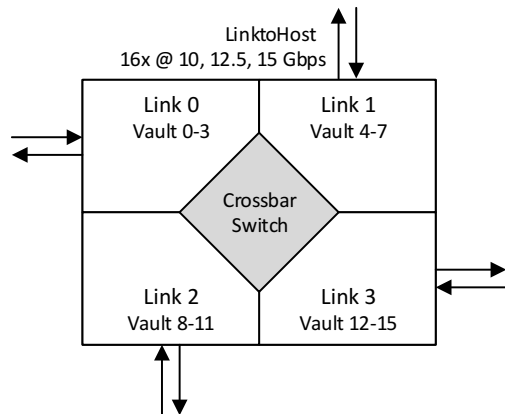 LinktoHost
16x @ 10, 12.5, 15 Gbps
Link 0
Vault 0-3
Link 1
Vault 4-7
Crossbar
Switch
Link 2
Vault 8-11
Link 3
Vault 12-15